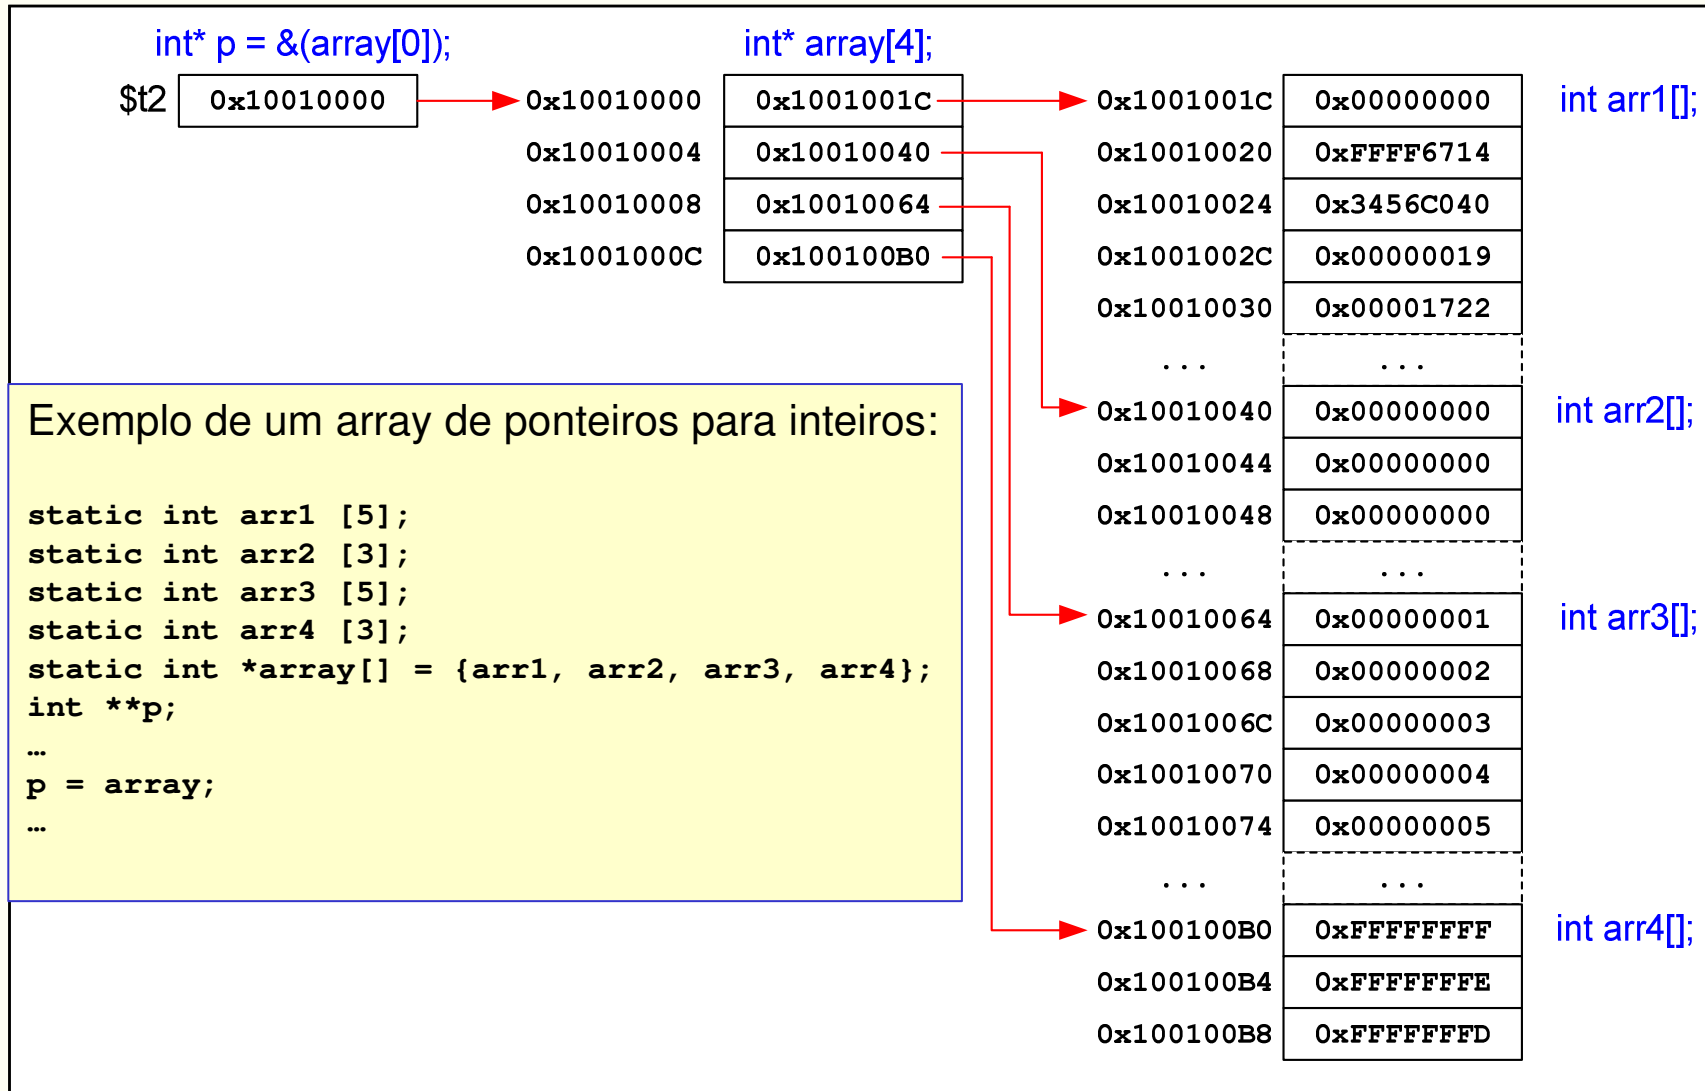 int* p = &(array[0]); int* array[4];
$t2 0x10010000 0x10010000 0x1001001C 0x1001001C 0x00000000 int arr1[];
0x10010004 0x10010040 0x10010020 0xFFFF6714
0x10010008 0x10010064 0x10010024 0x3456C040
0x1001000C 0x100100B0 0x1001002C 0x00000019
0x10010030 0x00001722
... ...
0x10010040 0x00000000 int arr2[];
0x10010044 0x00000000
0x10010048 0x00000000
... ...
0x10010064 0x00000001 int arr3[];
0x10010068 0x00000002
0x1001006C 0x00000003
0x10010070 0x00000004
0x10010074 0x00000005
... ...
0x100100B0 0xFFFFFFFF int arr4[];
0x100100B4 0xFFFFFFFE
0x100100B8 0xFFFFFFFD
Exemplo de um array de ponteiros para inteiros:
static int arr1 [5];
static int arr2 [3];
static int arr3 [5];
static int arr4 [3];
static int *array[] = {arr1, arr2, arr3, arr4};
int **p;
…
p = array;
…